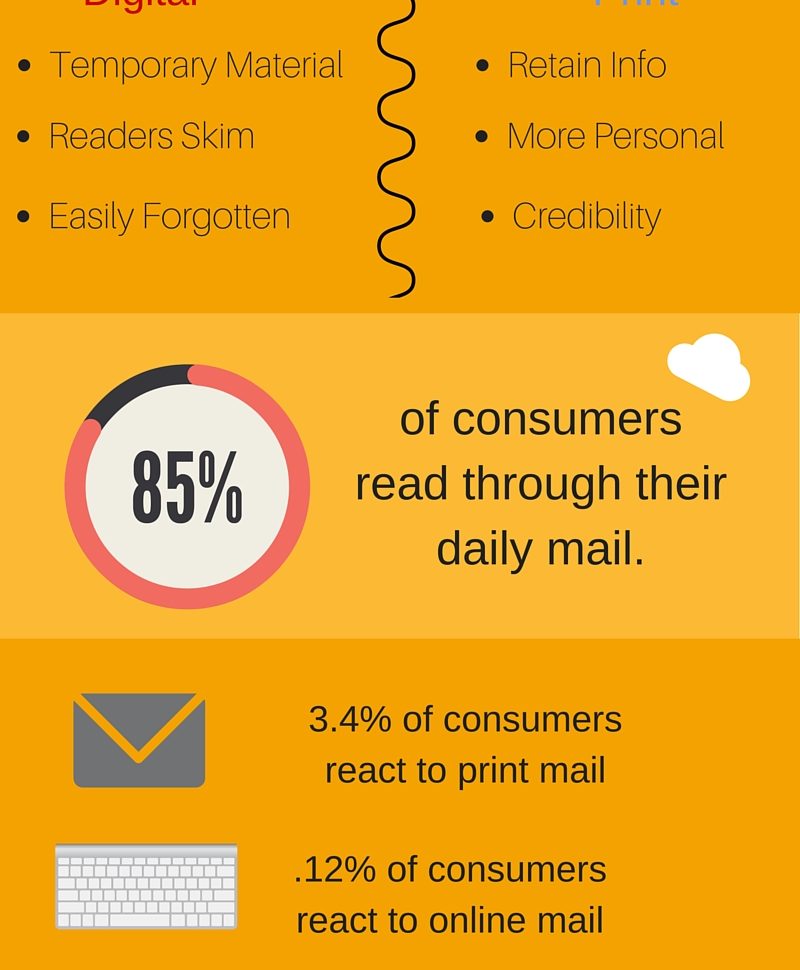 Digital
Print
Temporary Material
Retain Info
Readers Skim
More Personal
Easily Forgotten
Credibility
85%
of consumers
read through their
daily mail.
3.4% of consumers
react to print mail
.12% of consumers
react to online mail